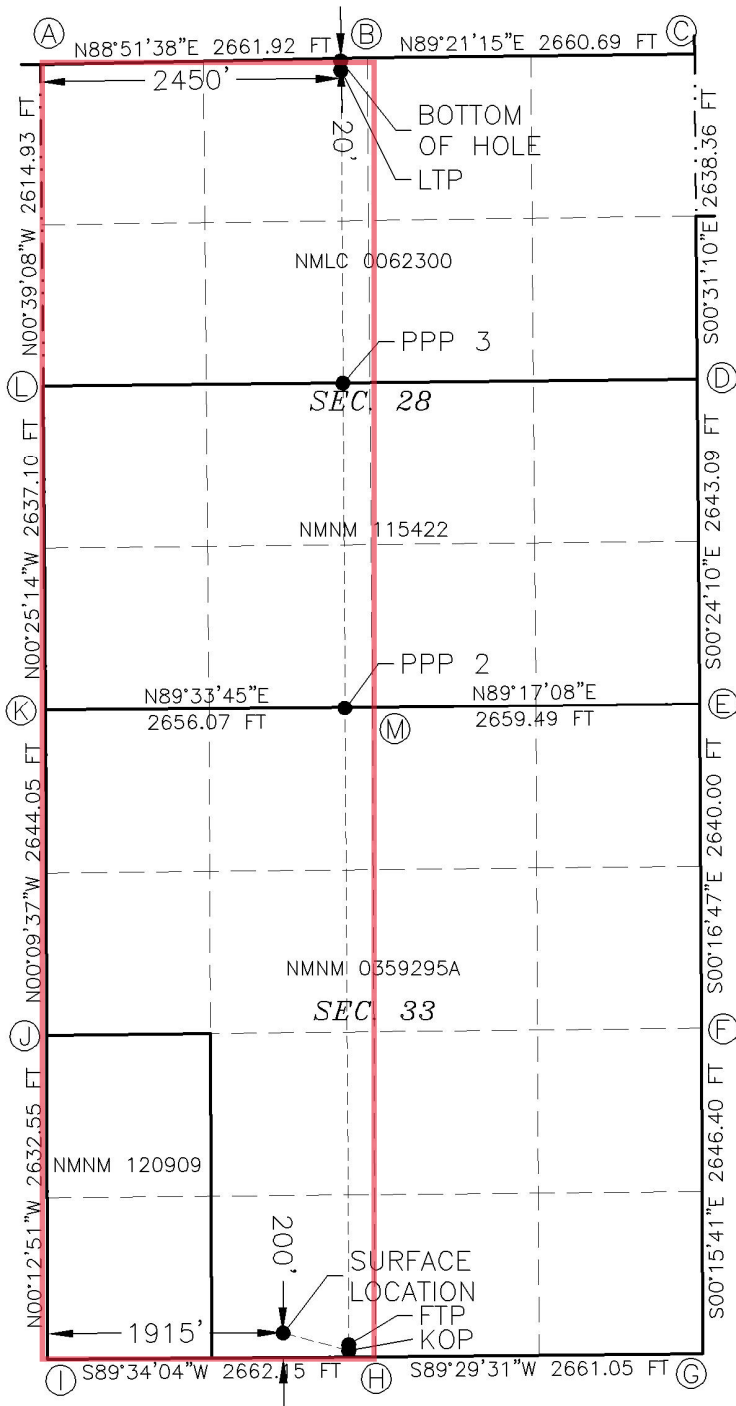 A
B
C
N88°51'38"E 2661.92 FT
N89°21'15"E 2660.69 FT
2450'
20'
BOTTOM
OF HOLE
LTP
N00°39'08"W 2614.93 FT
S00°31'10"E 2638.36 FT
NMLC 0062300
PPP 3
L
D
SEC. 28
N00°25'14"W 2637.10 FT
S00°24'10"E 2643.09 FT
NMNM 115422
PPP 2
K
N89°33'45"E
2656.07 FT
N89°17'08"E
2659.49 FT
E
M
N00°09'37"W 2644.05 FT
S00°16'47"E 2640.00 FT
NMNM 0359295A
SEC. 33
J
F
N00°12'51"W 2632.55 FT
S00°15'41"E 2646.40 FT
NMNM 120909
200'
SURFACE
LOCATION
FTP
KOP
1915'
I
S89°34'04"W 2662.15 FT
H
S89°29'31"W 2661.05 FT
G